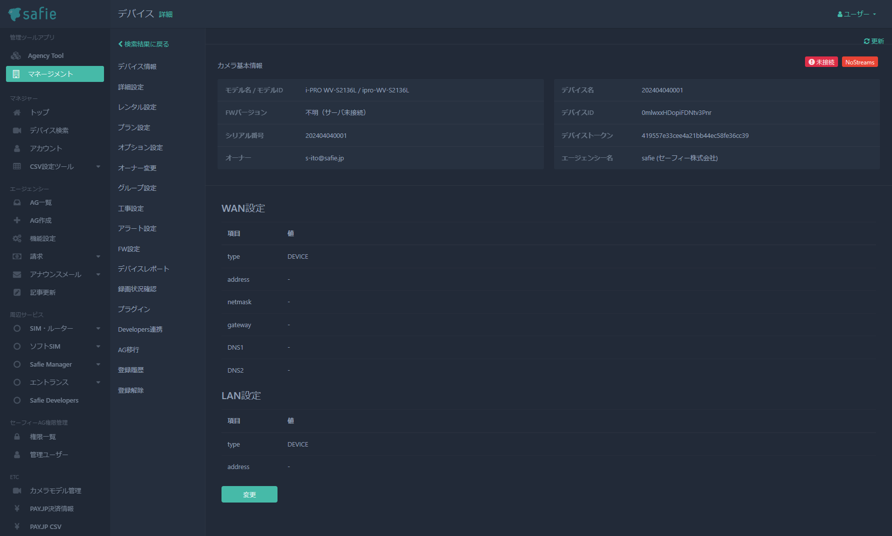 safie
デバイス 詳細
ユーザー
管理ツールアプリ
Agency Tool
マネージメント
マネジャー
トップ
デバイス検索
アカウント
CSV設定ツール
エージェンシー
AG一覧
AG作成
機能設定
請求
アナウンスメール
記事更新
周辺サービス
SIM・ルーター
ソフトSIM
Safie Manager
エントランス
Safie Developers
セーフィーAG権限管理
権限一覧
管理ユーザー
ETC
カメラモデル管理
PAY.JP決済情報
PAY.JP CSV
検索結果に戻る
デバイス情報
詳細設定
レンタル設定
プラン設定
オプション設定
オーナー変更
グループ設定
工事設定
アラート設定
FW設定
デバイスレポート
録画状況確認
プラグイン
Developers連携
AG移行
登録履歴
登録解除
更新
カメラ基本情報
未接続 NoStreams
モデル名 / モデルID i-PRO WV-S2136L / ipro-WV-S2136L
FWバージョン 不明（サーバ未接続）
シリアル番号 202404040001
オーナー s-ito@safie.jp
デバイス名 202404040001
デバイスID
デバイストークン 419557e33cee4a21bb44ec58fe36cc39
エージェンシー名 safie (セーフィー株式会社)
WAN設定
項目 値
type DEVICE
address -
netmask -
gateway -
DNS1 -
DNS2 -
LAN設定
項目 値
type DEVICE
address -
変更